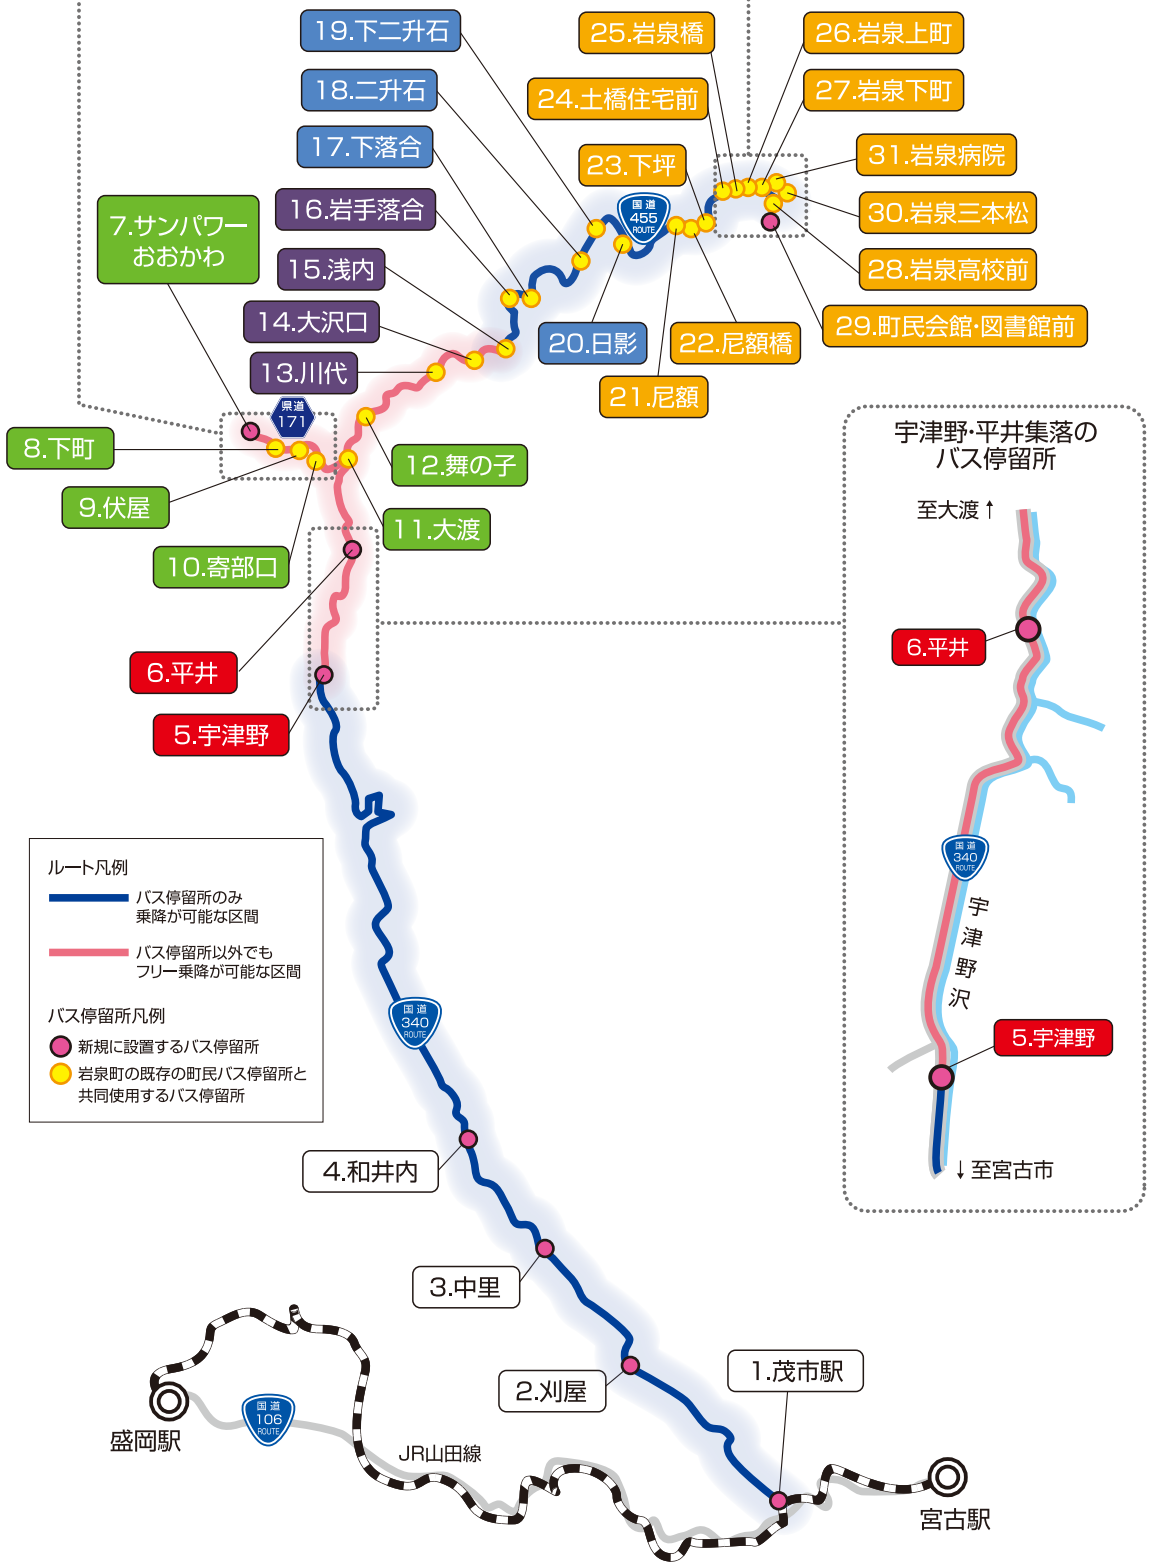 19.下二升石
18.二升石
17.下落合
16.岩手落合
15.浅内
14.大沢口
13.川代
25.岩泉橋
24.土橋住宅前
23.下坪
26.岩泉上町
27.岩泉下町
31.岩泉病院
30.岩泉三本松
28.岩泉高校前
29.町民会館・図書館前
国道
455
ROUTE
20.日影
22.尼額橋
21.尼額
7.サンパワー
おおかわ
県道
171
8.下町
9.伏屋
10.寄部口
12.舞の子
11.大渡
6.平井
5.宇津野
宇津野・平井集落の
バス停留所
至大渡↑
6.平井
国道
340
ROUTE
宇
津
野
沢
5.宇津野
↓至宮古市
ルート凡例
バス停留所のみ
乗降が可能な区間
バス停留所以外でも
フリー乗降が可能な区間
バス停留所凡例
新規に設置するバス停留所
岩泉町の既存の町民バス停留所と
共同使用するバス停留所
国道
340
ROUTE
4.和井内
3.中里
2.刈屋
1.茂市駅
盛岡駅
国道
106
ROUTE
JR山田線
宮古駅